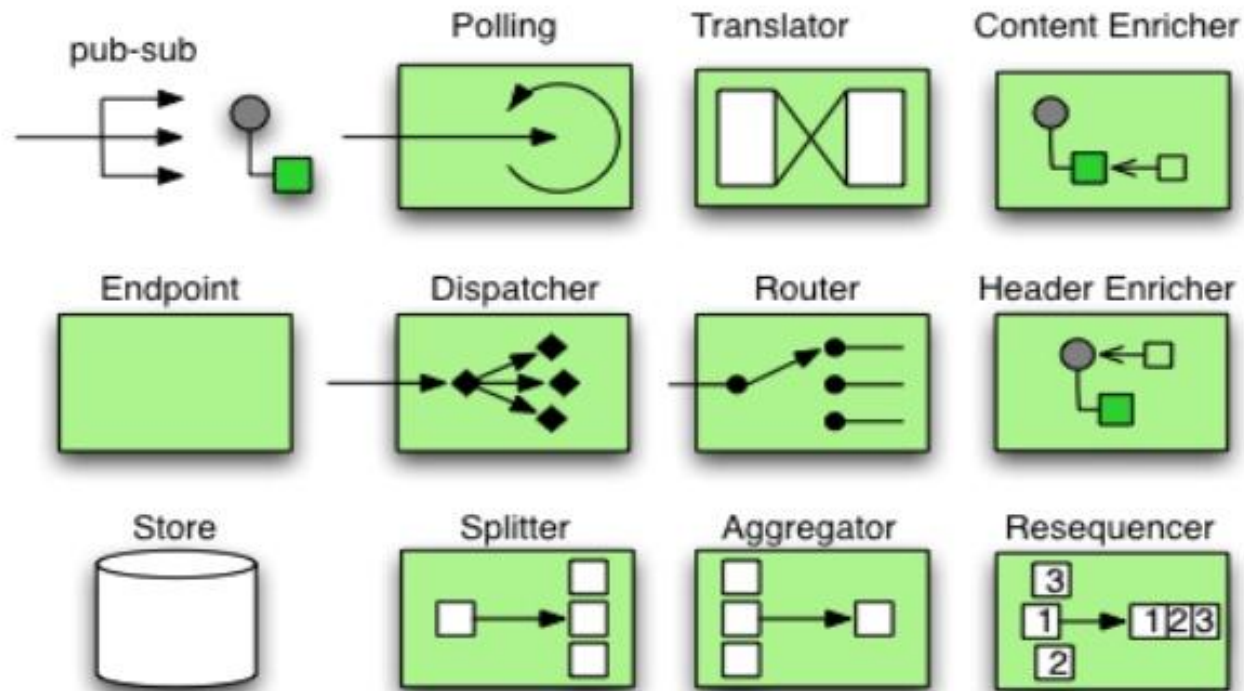 pub-sub
Polling
Translator
Content Enricher
Endpoint
Dispatcher
Router
Header Enricher
Store
Splitter
Aggregator
Resequencer
3
1
1 2 3
2